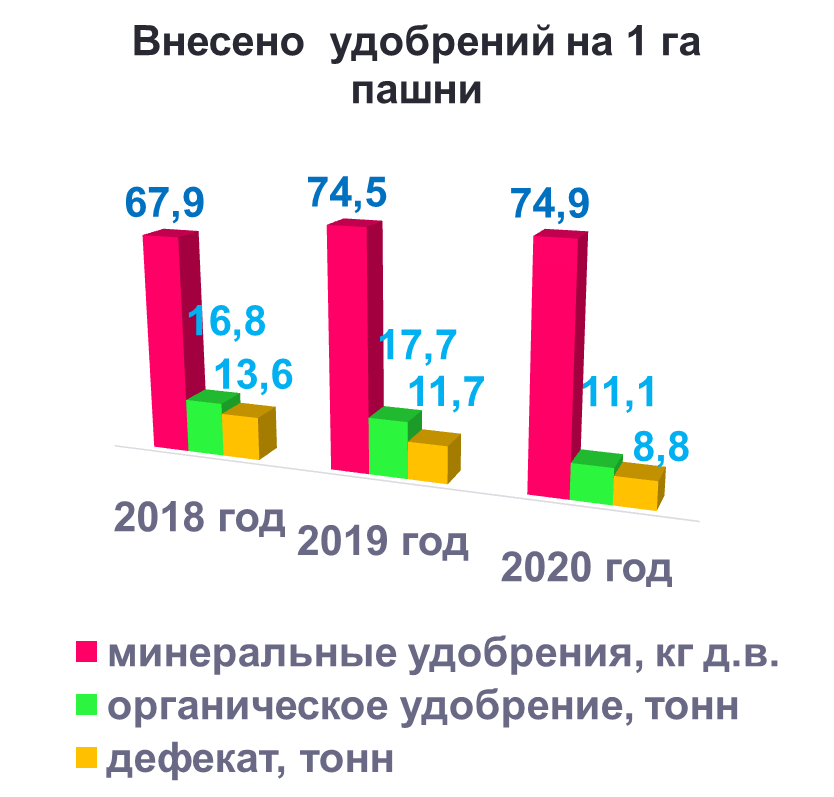 Внесено удобрений на 1 га
пашни
67,9
74,5
74,9
16,8
17,7
11,1
13,6
11,7
8,8
2018 год
2019 год
2020 год
минеральные удобрения, кг д.в.
органическое удобрение, тонн
дефекат, тонн